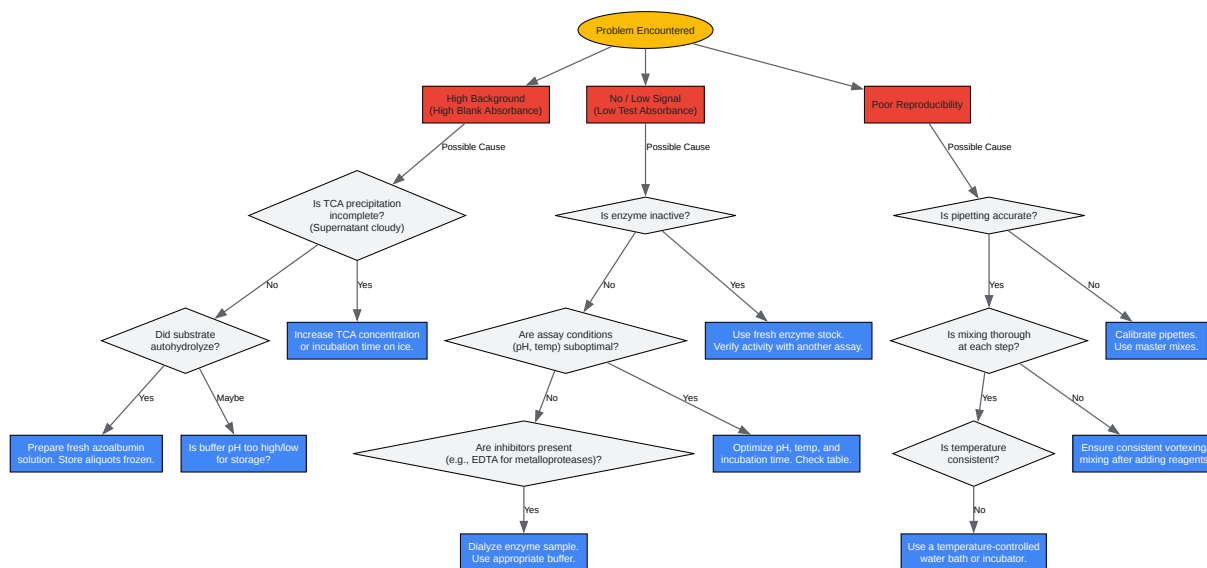 Problem Encountered
High Background
(High Blank Absorbance)
No / Low Signal
(Low Test Absorbance)
Poor Reproducibility
Possible Cause
Possible Cause
Possible Cause
Is TCA precipitation
incomplete?
(Supernatant cloudy)
Is enzyme inactive?
Is pipetting accurate?
No
Yes
No
Yes
Yes
No
Did substrate
autohydrolyze?
Increase TCA concentration
or incubation time on ice.
Are assay conditions
(pH, temp) suboptimal?
Use fresh enzyme stock.
Verify activity with another assay.
Is mixing thorough
at each step?
Calibrate pipettes.
Use master mixes.
Yes
Maybe
No
Yes
Yes
No
Prepare fresh azoalbumin
solution. Store aliquots frozen.
Is buffer pH too high/low
for storage?
Are inhibitors present
(e.g., EDTA for metalloproteases)?
Optimize pH, temp, and
incubation time. Check table.
Is temperature
consistent?
Ensure consistent vortexing
mixing after adding reagents
Yes
No
Dialyze enzyme sample.
Use appropriate buffer.
Use a temperature-controlled
water bath or incubator.